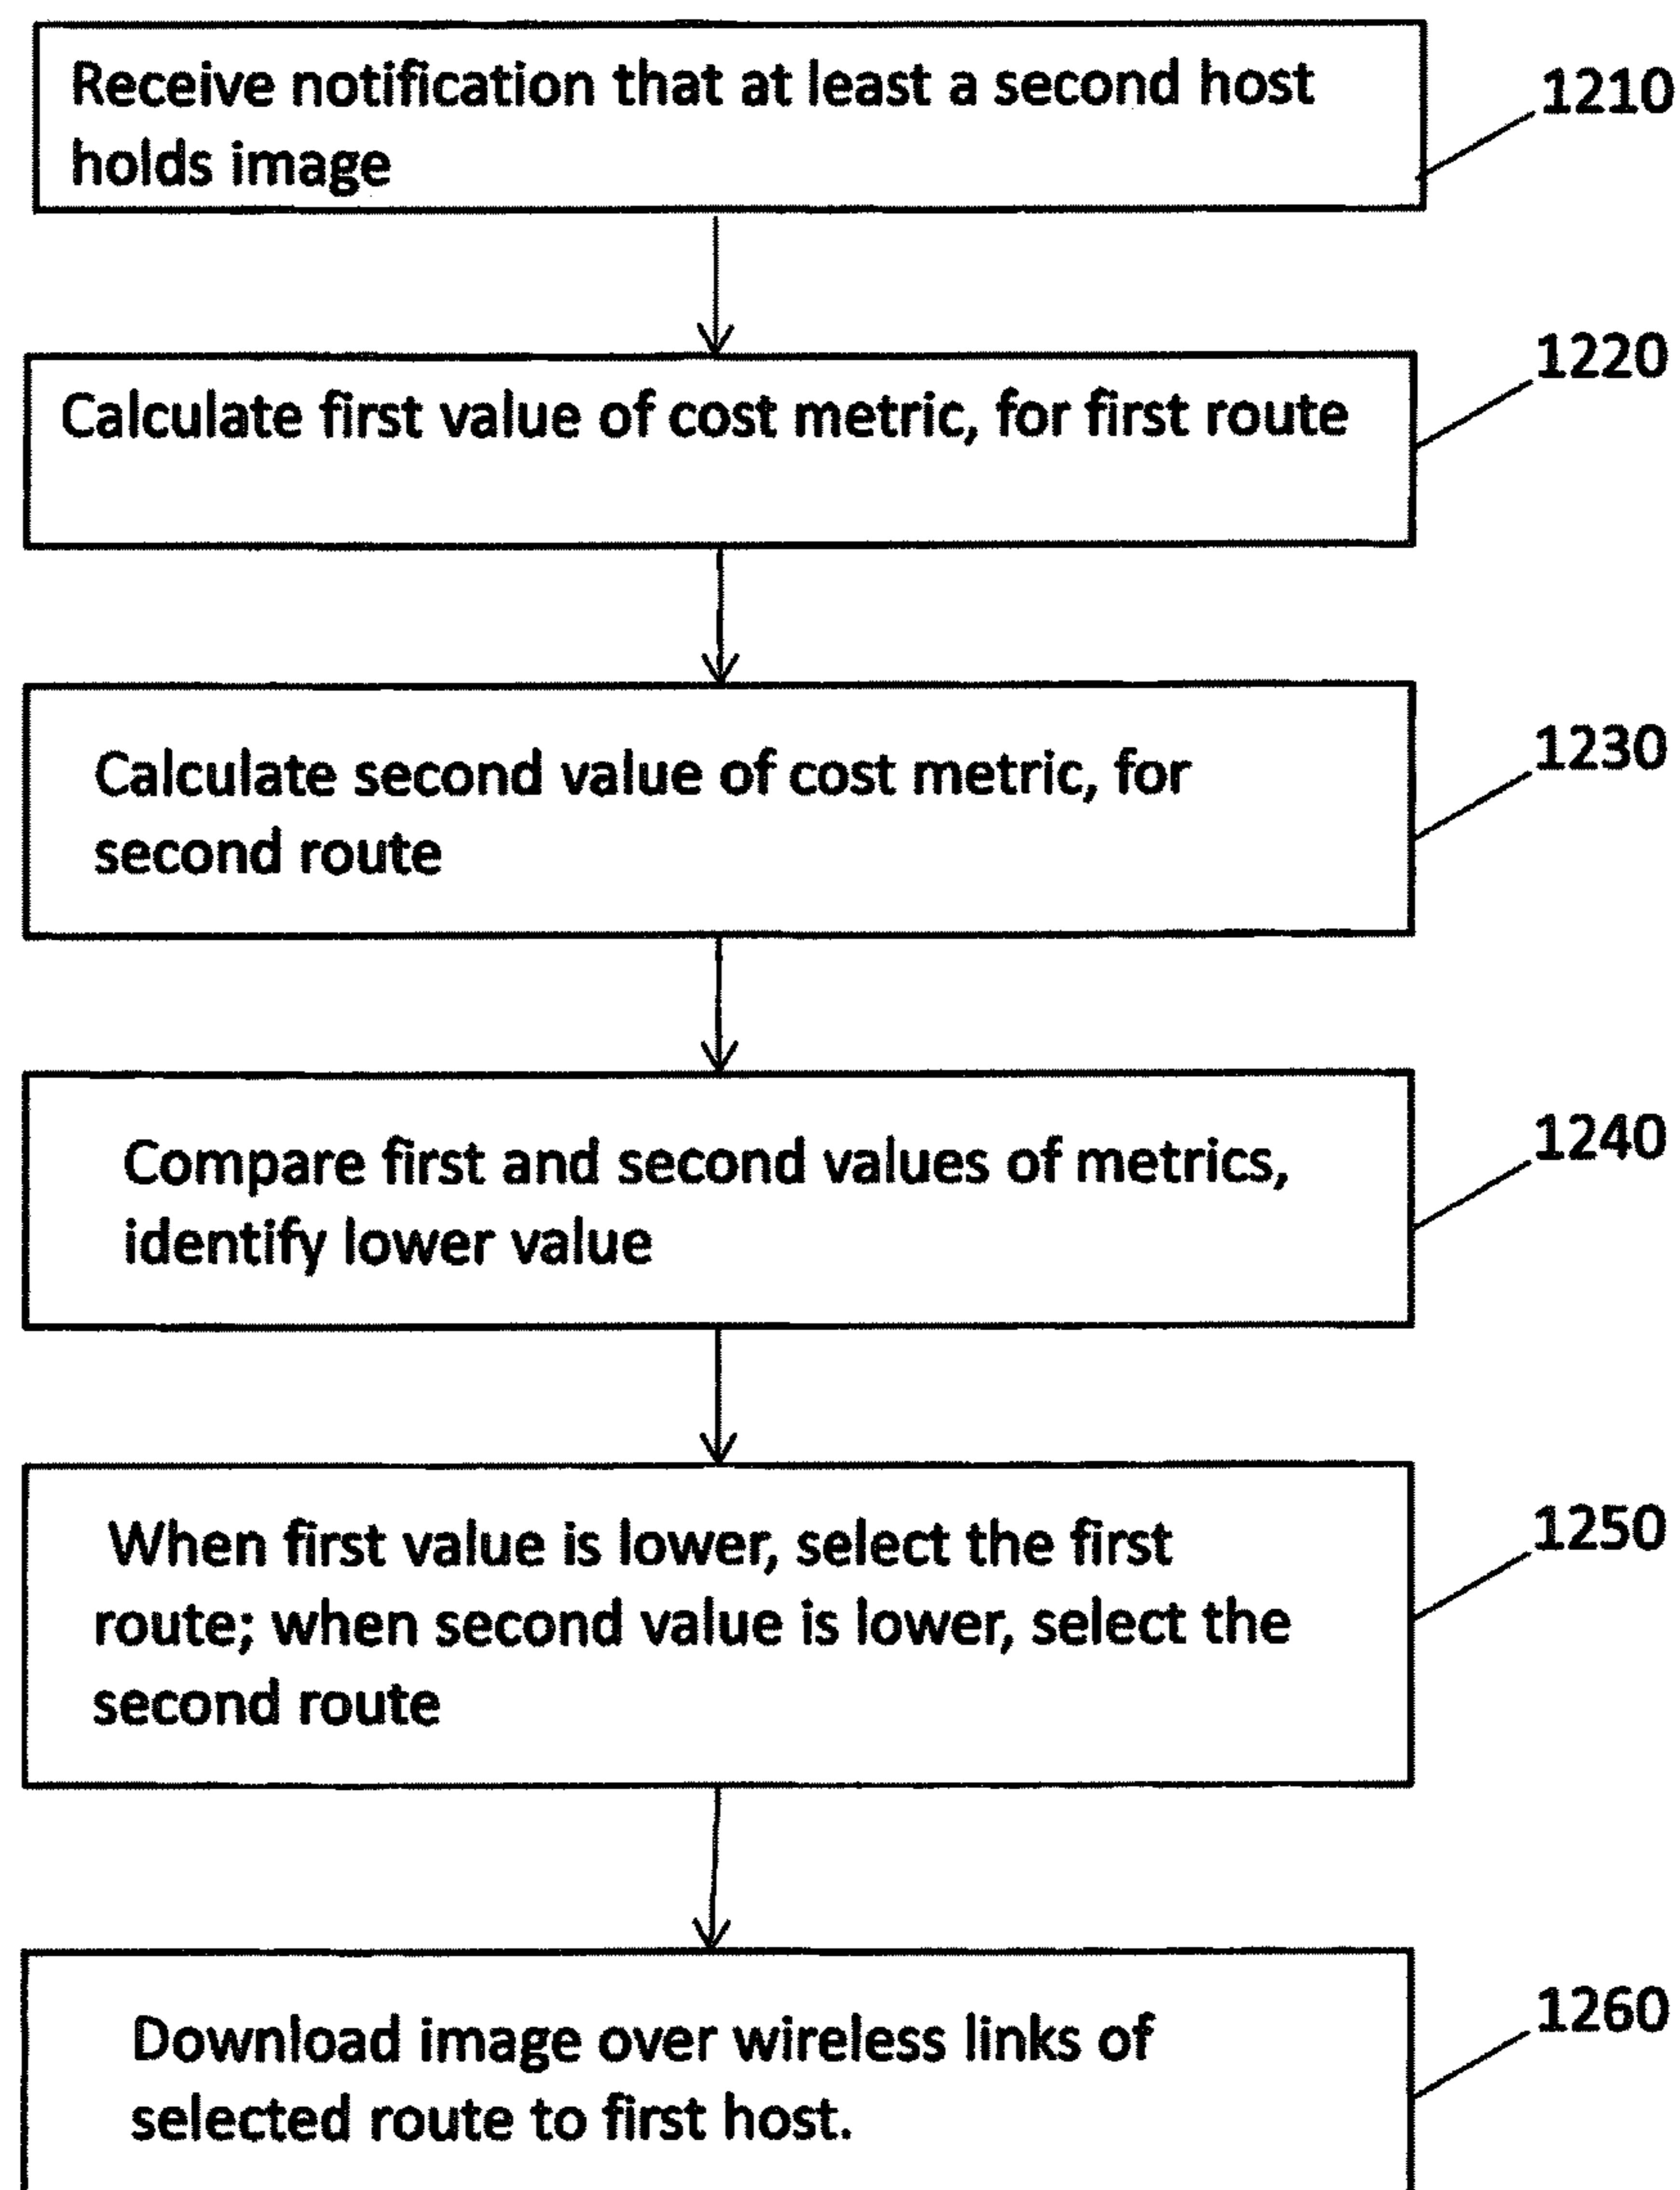 Receive notification that at least a second host
holds image
1210
1220
Calculate first value of cost metric, for first route
1230
Calculate second value of cost metric, for
second route
1240
Compare first and second values of metrics,
identify lower value
1250
When first value is lower, select the first
route; when second value is lower, select the
second route
1260
Download image over wireless links of
selected route to first host.